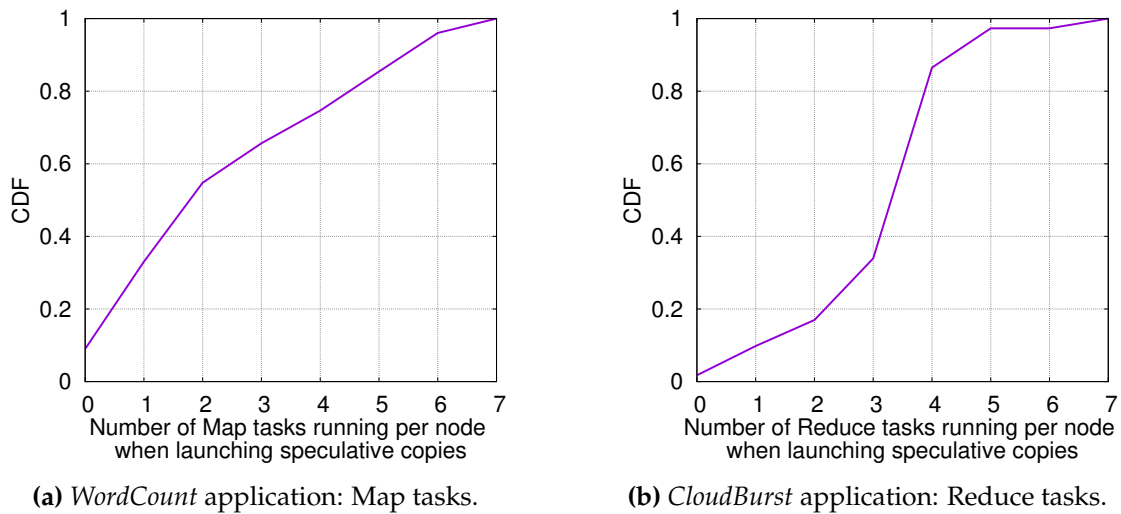 1
0.8
0.6
0.4
0.2
0
CDF
0 1 2 3 4 5 6 7
Number of Map tasks running per node
when launching speculative copies
(a) WordCount application: Map tasks.
1
0.8
0.6
0.4
0.2
0
CDF
0 1 2 3 4 5 6 7
Number of Reduce tasks running per node
when launching speculative copies
(b) CloudBurst application: Reduce tasks.